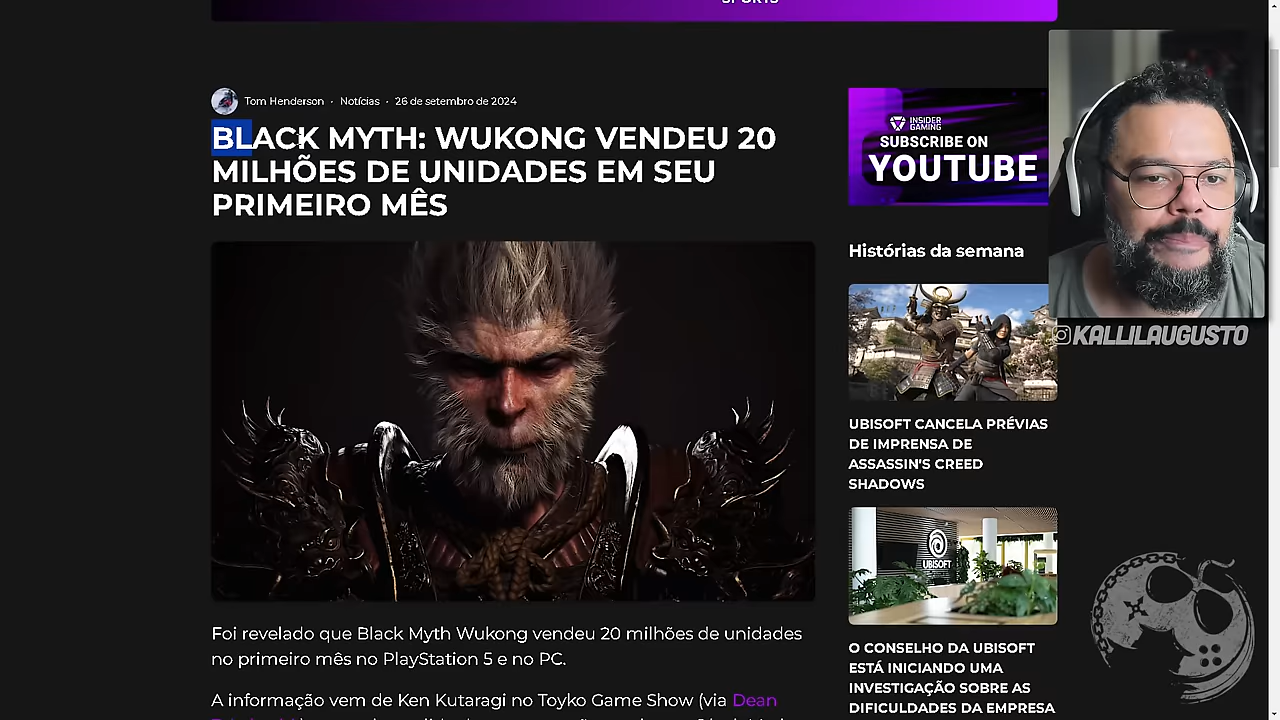 SPORTS
Tom Henderson · Notícias · 26 de setembro de 2024
BLACK MYTH: WUKONG VENDEU 20
MILHÕES DE UNIDADES EM SEU
PRIMEIRO MÊS
INSIDER
GAMING
SUBSCRIBE ON
YOUTUBE
Histórias da semana
KALLILAUGUSTO
UBISOFT CANCELA PRÉVIAS
DE IMPRENSA DE
ASSASSIN'S CREED
SHADOWS
UBISOFT
Foi revelado que Black Myth Wukong vendeu 20 milhões de unidades
no primeiro mês no PlayStation 5 e no PC.
A informação vem de Ken Kutaragi no Toyko Game Show (via Dean
O CONSELHO DA UBISOFT
ESTÁ INICIANDO UMA
INVESTIGAÇÃO SOBRE AS
DIFICULDADES DA EMPRESA